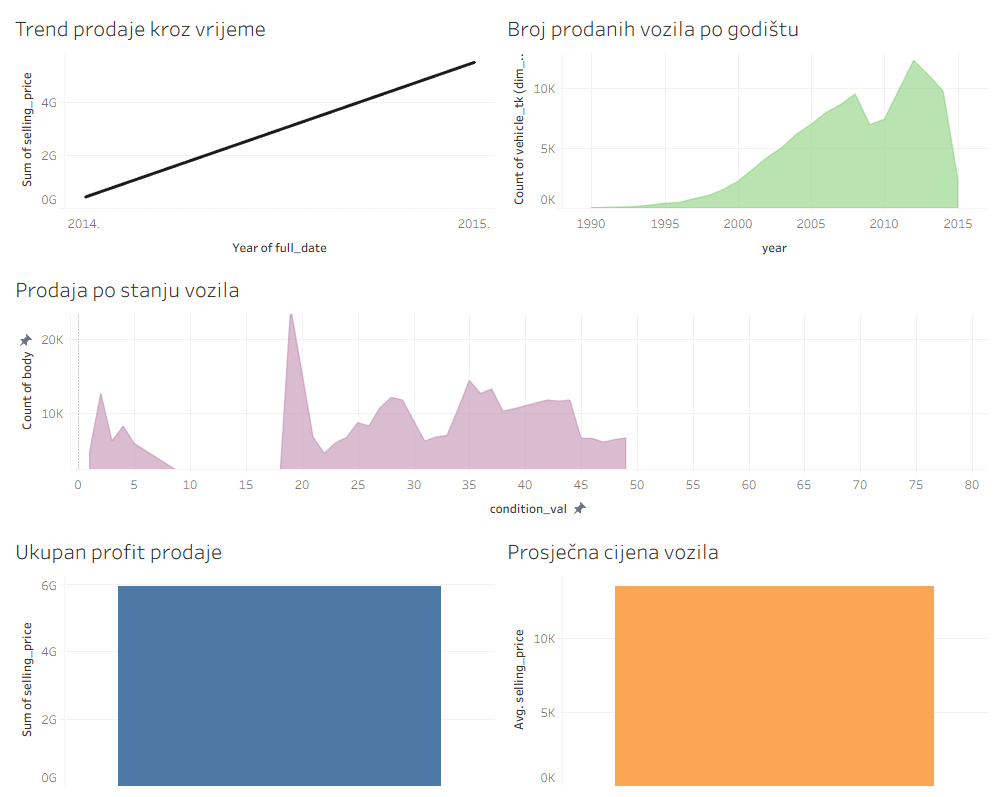 Trend prodaje kroz vrijeme
Sum of selling_price
4G
2G
0G
2014.
2015.
Year of full_date
Broj prodanih vozila po godištu
Count of vehicle_tk (dim_..
10K
5K
0K
1990
1995
2000
2005
2010
2015
year
Prodaja po stanju vozila
Count of body
20K
10K
0
5
10
15
20
25
30
35
40
45
50
55
60
65
70
75
80
condition_val
Ukupan profit prodaje
Sum of selling_price
6G
4G
2G
0G
Prosječna cijena vozila
Avg. selling_price
10K
5K
0K